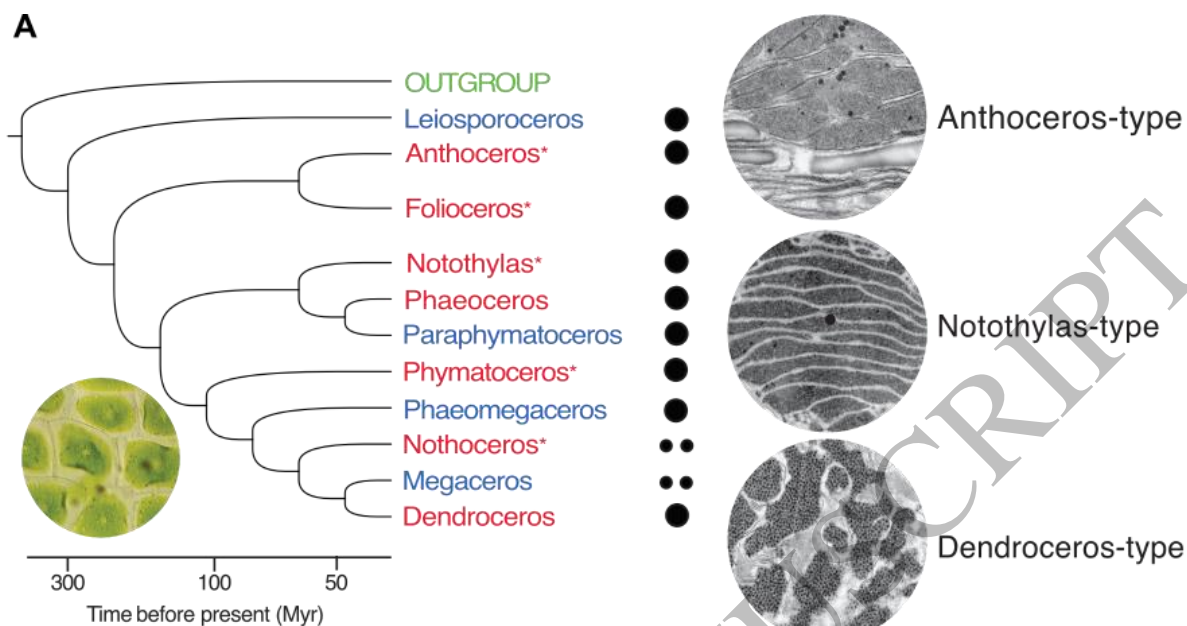 A
OUTGROUP
Leiosporoceros
Anthoceros*
Folioceros*
Notothylas*
Phaeoceros
Paraphymatoceros
Phymatoceros*
Phaeomegaceros
Nothoceros*
Megaceros
Dendroceros
300 100 50
Time before present (Myr)
Anthoceros-type
Notothylas-type
Dendroceros-type
SCRIPT